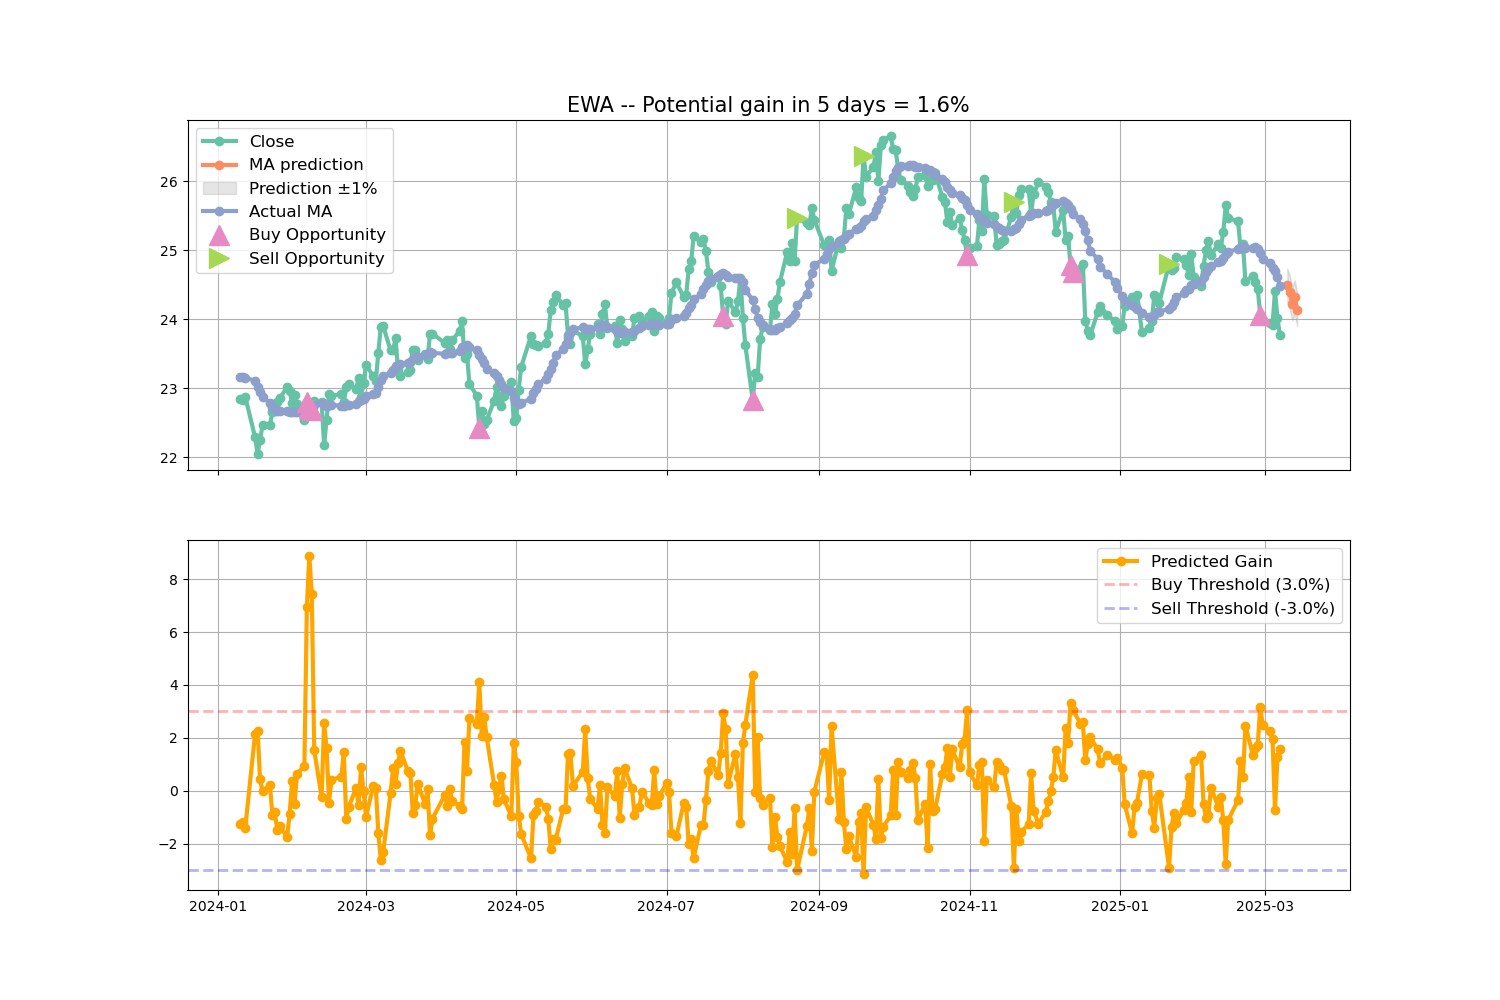 EWA -- Potential gain in 5 days = 1.6%
Close
MA prediction
Prediction ±1%
Actual MA
Buy Opportunity
Sell Opportunity
26
25
24
23
22
Predicted Gain
Buy Threshold (3.0%)
Sell Threshold (-3.0%)
8
6
4
2
0
−2
2024-01 2024-03 2024-05 2024-07 2024-09 2024-11 2025-01 2025-03